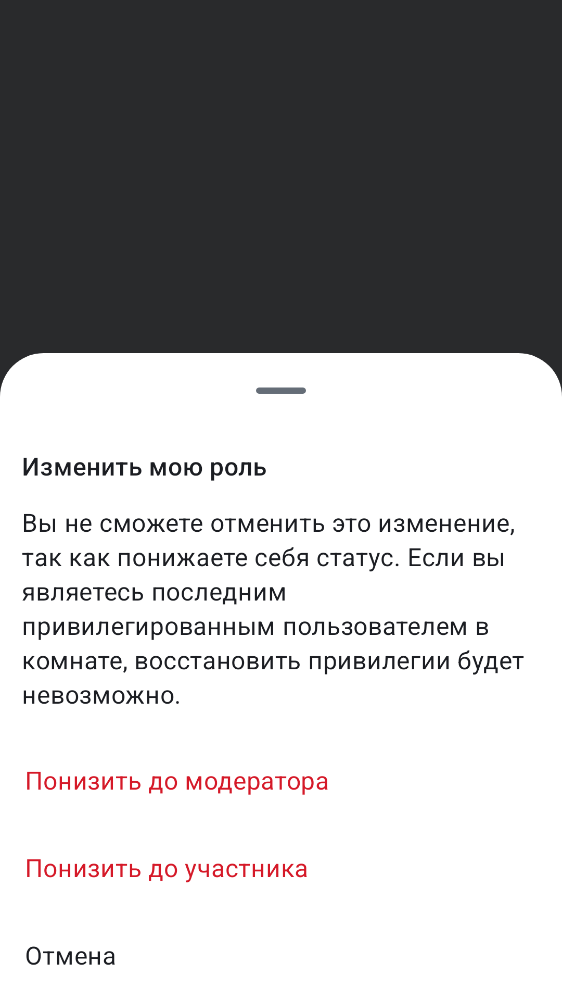 Изменить мою роль
Вы не сможете отменить это изменение,
так как понижаете себя статус. Если вы
являетесь последним
привилегированным пользователем в
комнате, восстановить привилегии будет
невозможно.
Понизить до модератора
Понизить до участника
Отмена